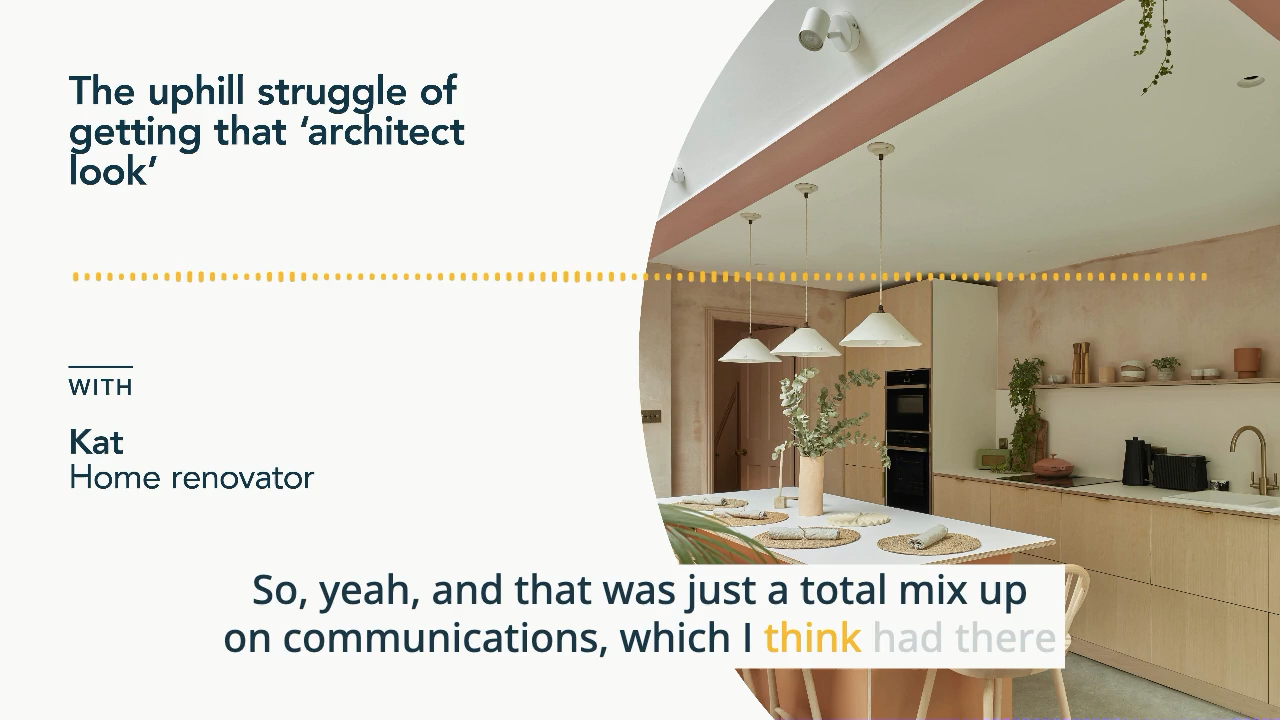 The uphill struggle of
getting that ‘architect
look’
WITH
Kat
Home renovator
So, yeah, and that was just a total mix up
on communications, which I think had there